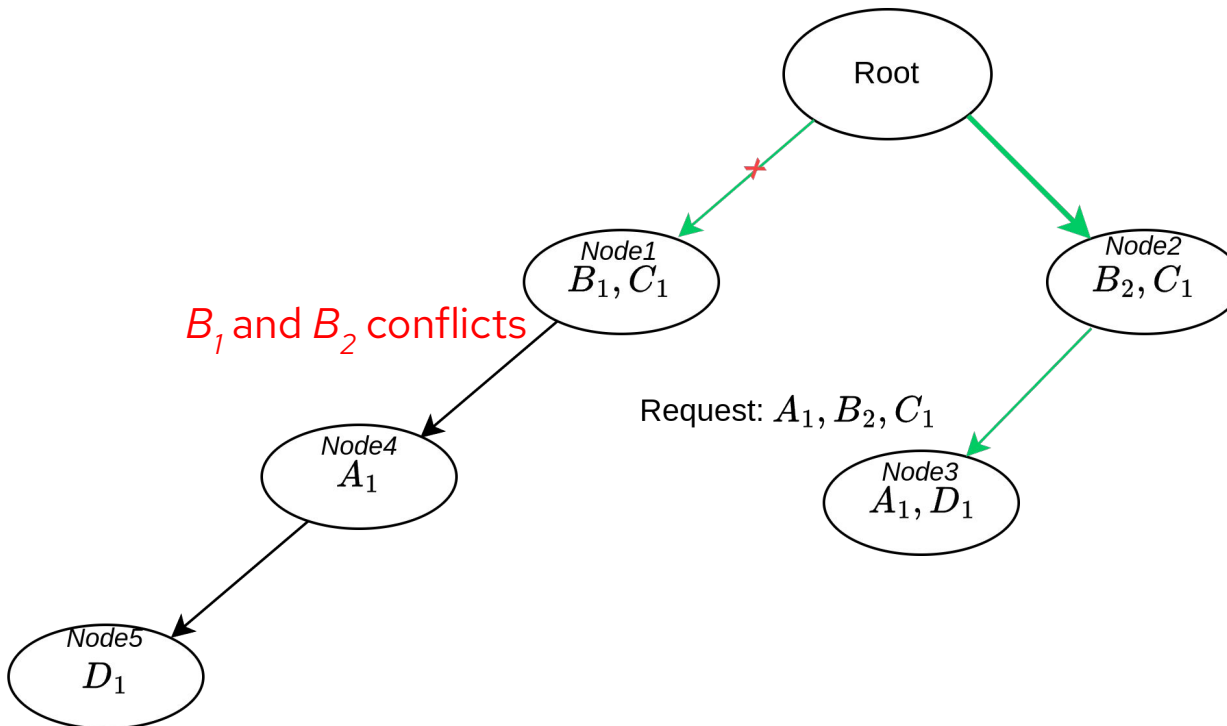 Root
Node1
B₁, C₁
Node2
B₂, C₁
B₁ and B₂ conflicts
Request: A₁, B₂, C₁
Node4
A₁
Node3
A₁, D₁
Node5
D₁